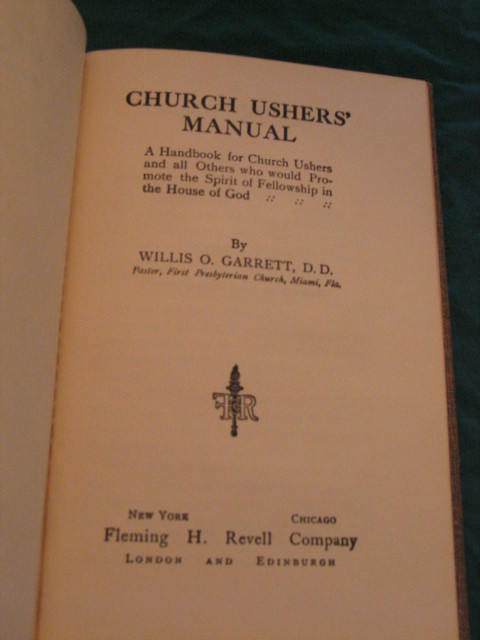 CHURCH USHERS'
MANUAL
A Handbook for Church Ushers
and all Others who would Pro-
mote the Spirit of Fellowship in
the House of God :: :: ::
By
WILLIS O. GARRETT, D. D.
Pastor, First Presbyterian Church, Miami, Fla.
FHR
NEW YORK CHICAGO
Fleming H. Revell Company
LONDON AND EDINBURGH